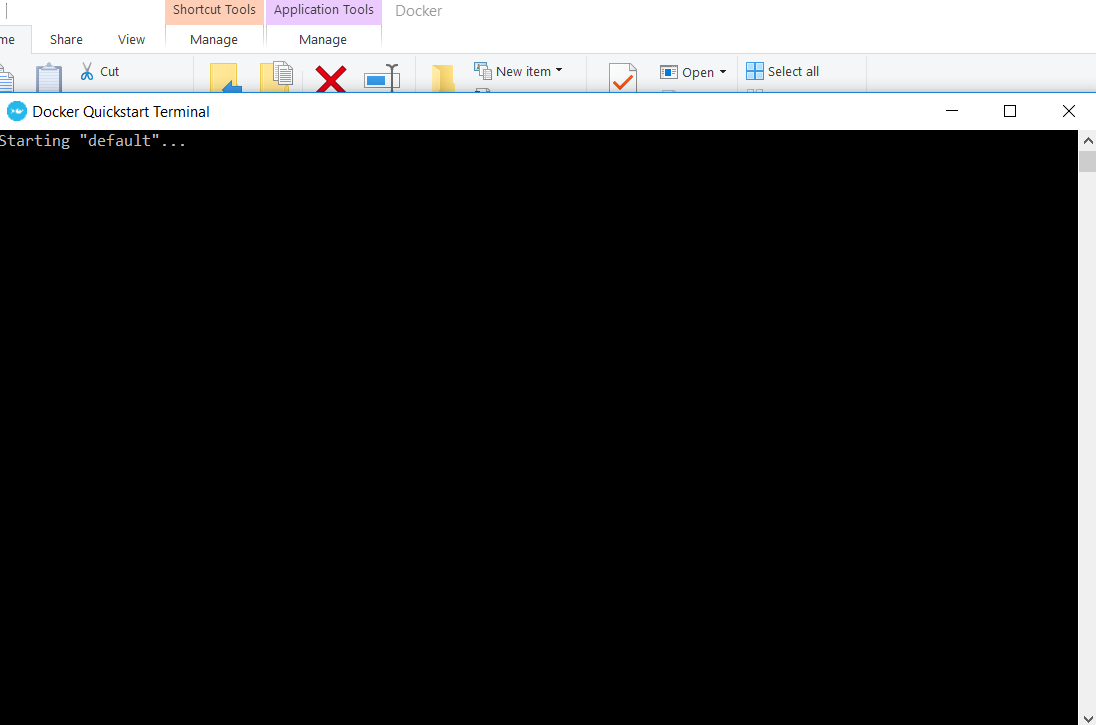 Shortcut Tools Application Tools Docker
me Share View Manage Manage
Cut New item Open Select all
Docker Quickstart Terminal
Starting "default"...